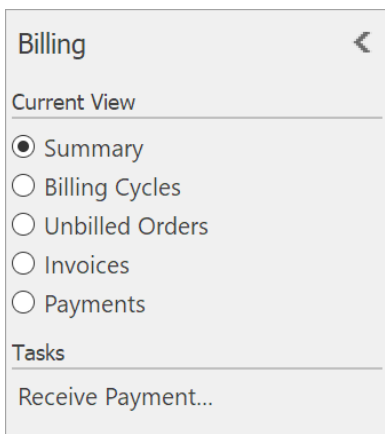 Billing
Current View
Summary
Billing Cycles
Unbilled Orders
Invoices
Payments
Tasks
Receive Payment...